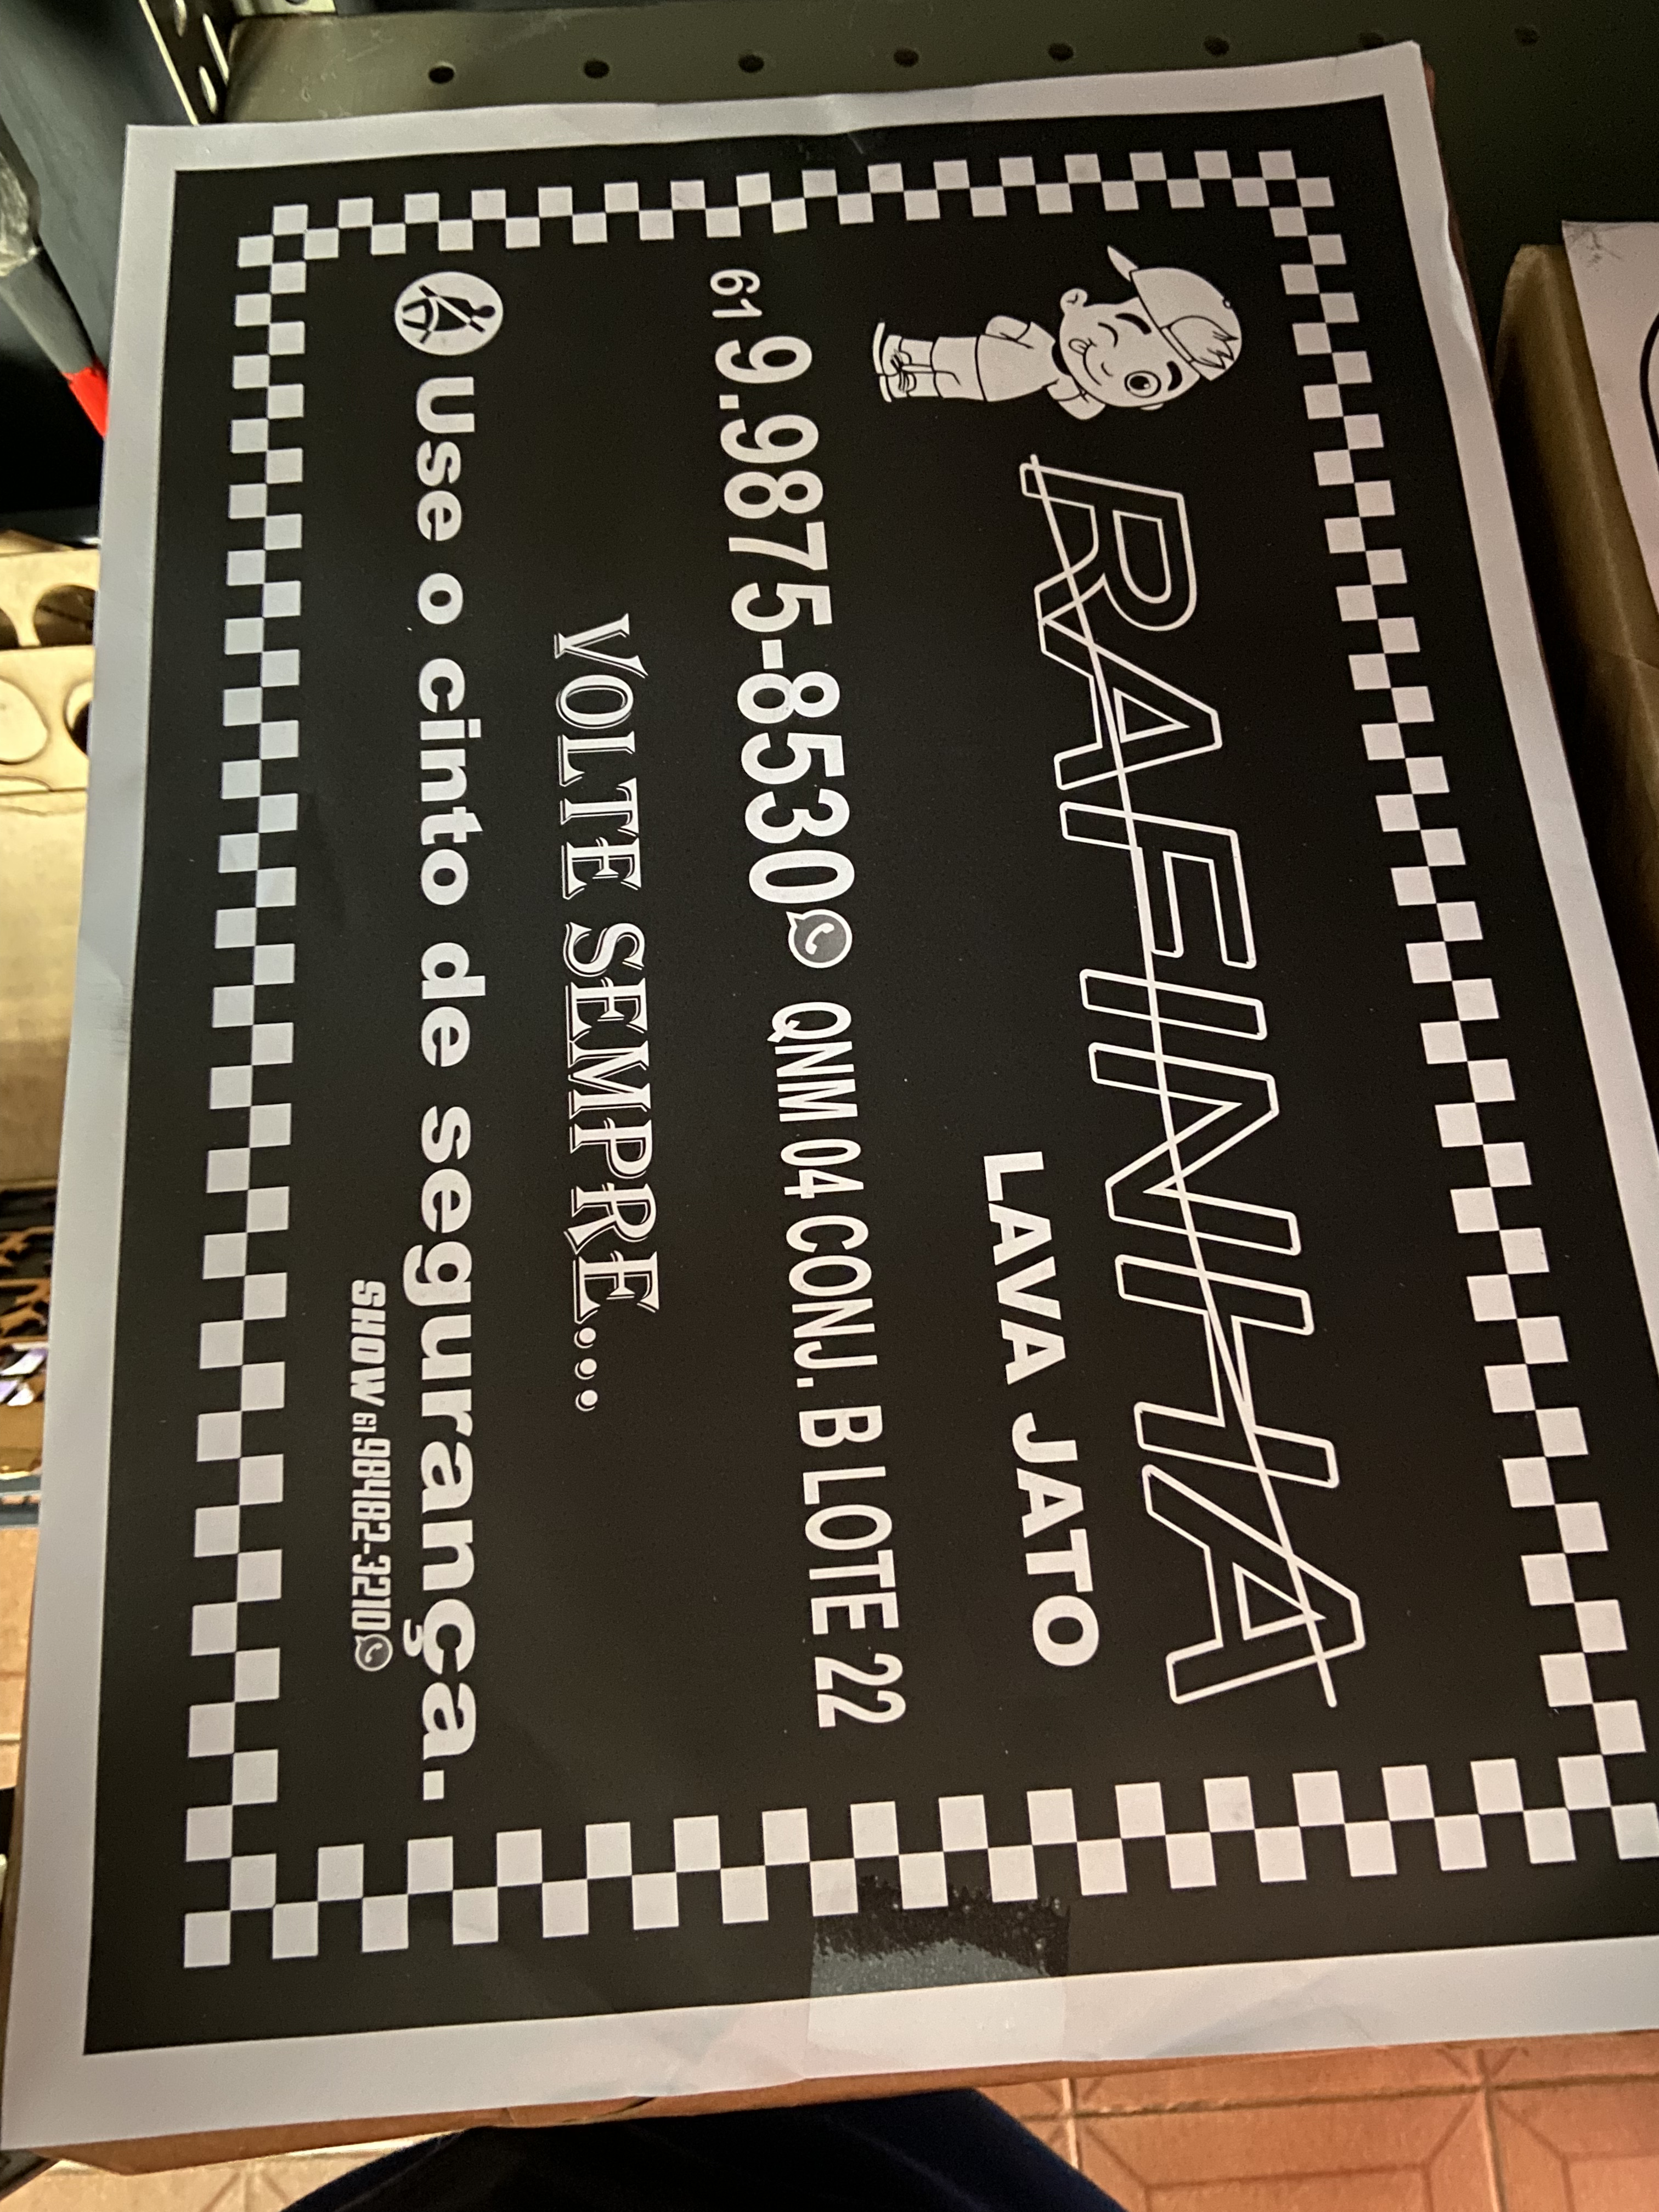 RAFINHA
LAVA JATO
61 9.9875-8530 QNM 04 CONJ. B LOTE 22
VOLTE SEMPRE...
Use o cinto de segurança.
SHOW 61 98482-3210